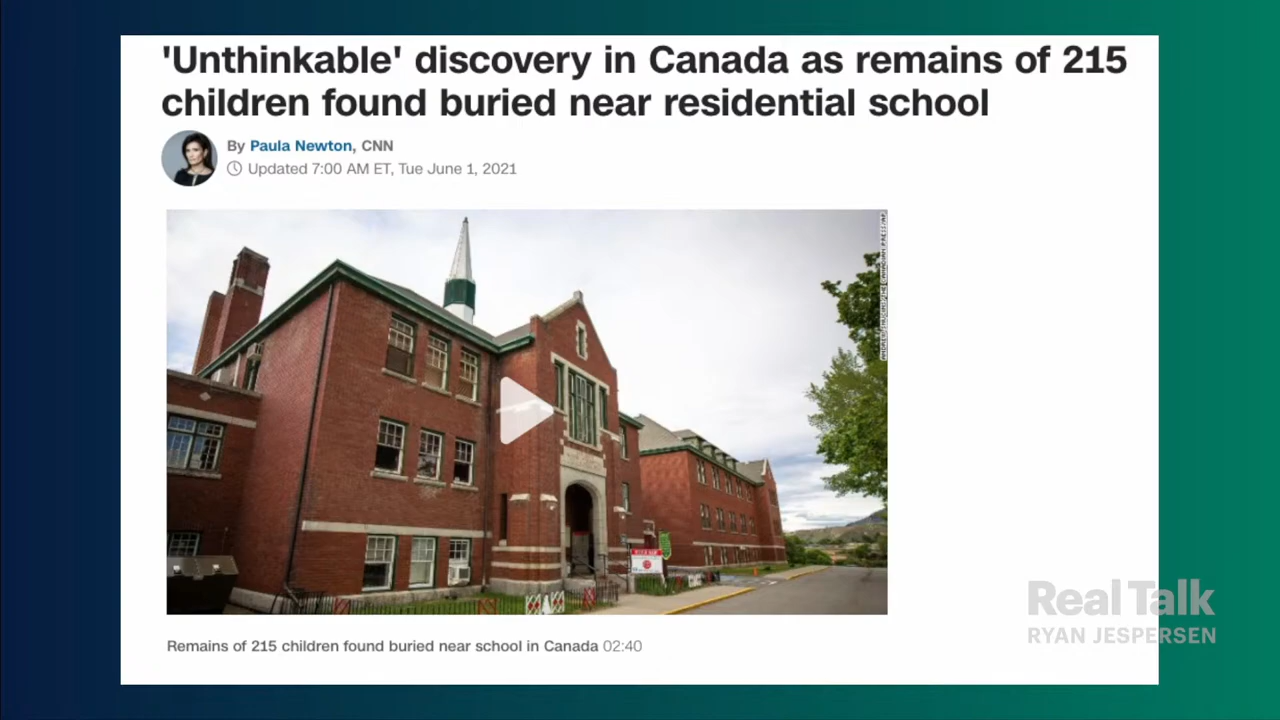 'Unthinkable' discovery in Canada as remains of 215
children found buried near residential school
By Paula Newton, CNN
Updated 7:00 AM ET, Tue June 1, 2021
Remains of 215 children found buried near school in Canada 02:40
Real Talk
RYAN JESPERSEN